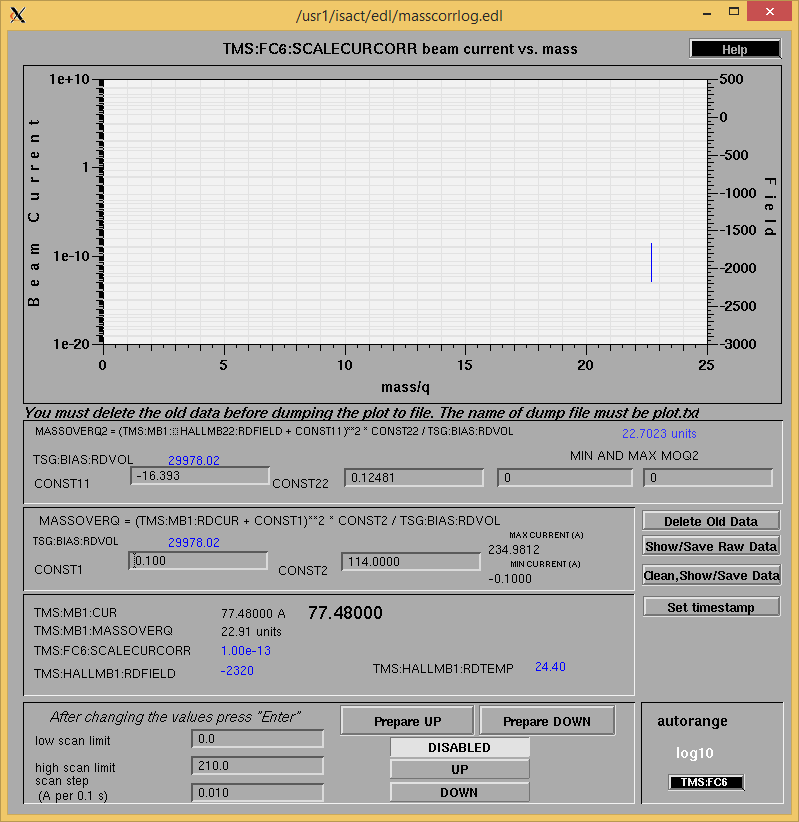 /usr1/isact/edl/masscorrlog.edl
TMS:FC6:SCALECURCORR beam current vs. mass
Help
1e+10
1
1e-10
1e-20
Beam Current
500
0
-500
-1000
-1500
-2000
-2500
-3000
Field
0 5 10 15 20 25
mass/q
You must delete the old data before dumping the plot to file. The name of dump file must be plot.txt
MASSOVERQ2 = (TMS:MB1: HALLMB22:RDFIELD + CONST11)**2 * CONST22 / TSG:BIAS:RDVOL
22.7023 units
TSG:BIAS:RDVOL 29978.02
MIN AND MAX MOQ2
CONST11 -16.393 CONST22 0.12481 0 0
MASSOVERQ = (TMS:MB1:RDCUR + CONST1)**2 * CONST2 / TSG:BIAS:RDVOL
TSG:BIAS:RDVOL 29978.02
MAX CURRENT (A)
234.9812
CONST1 0.100 CONST2 114.0000
MIN CURRENT (A)
-0.1000
Delete Old Data
Show/Save Raw Data
Clean,Show/Save Data
Set timestamp
TMS:MB1:CUR 77.48000 A 77.48000
TMS:MB1:MASSOVERQ 22.91 units
TMS:FC6:SCALECURCORR 1.00e-13
TMS:HALLMB1:RDFIELD -2320
TMS:HALLMB1:RDTEMP 24.40
After changing the values press "Enter"
low scan limit 0.0
high scan limit 210.0
scan step
(A per 0.1 s) 0.010
Prepare UP
Prepare DOWN
DISABLED
UP
DOWN
autorange
log10
TMS:FC6